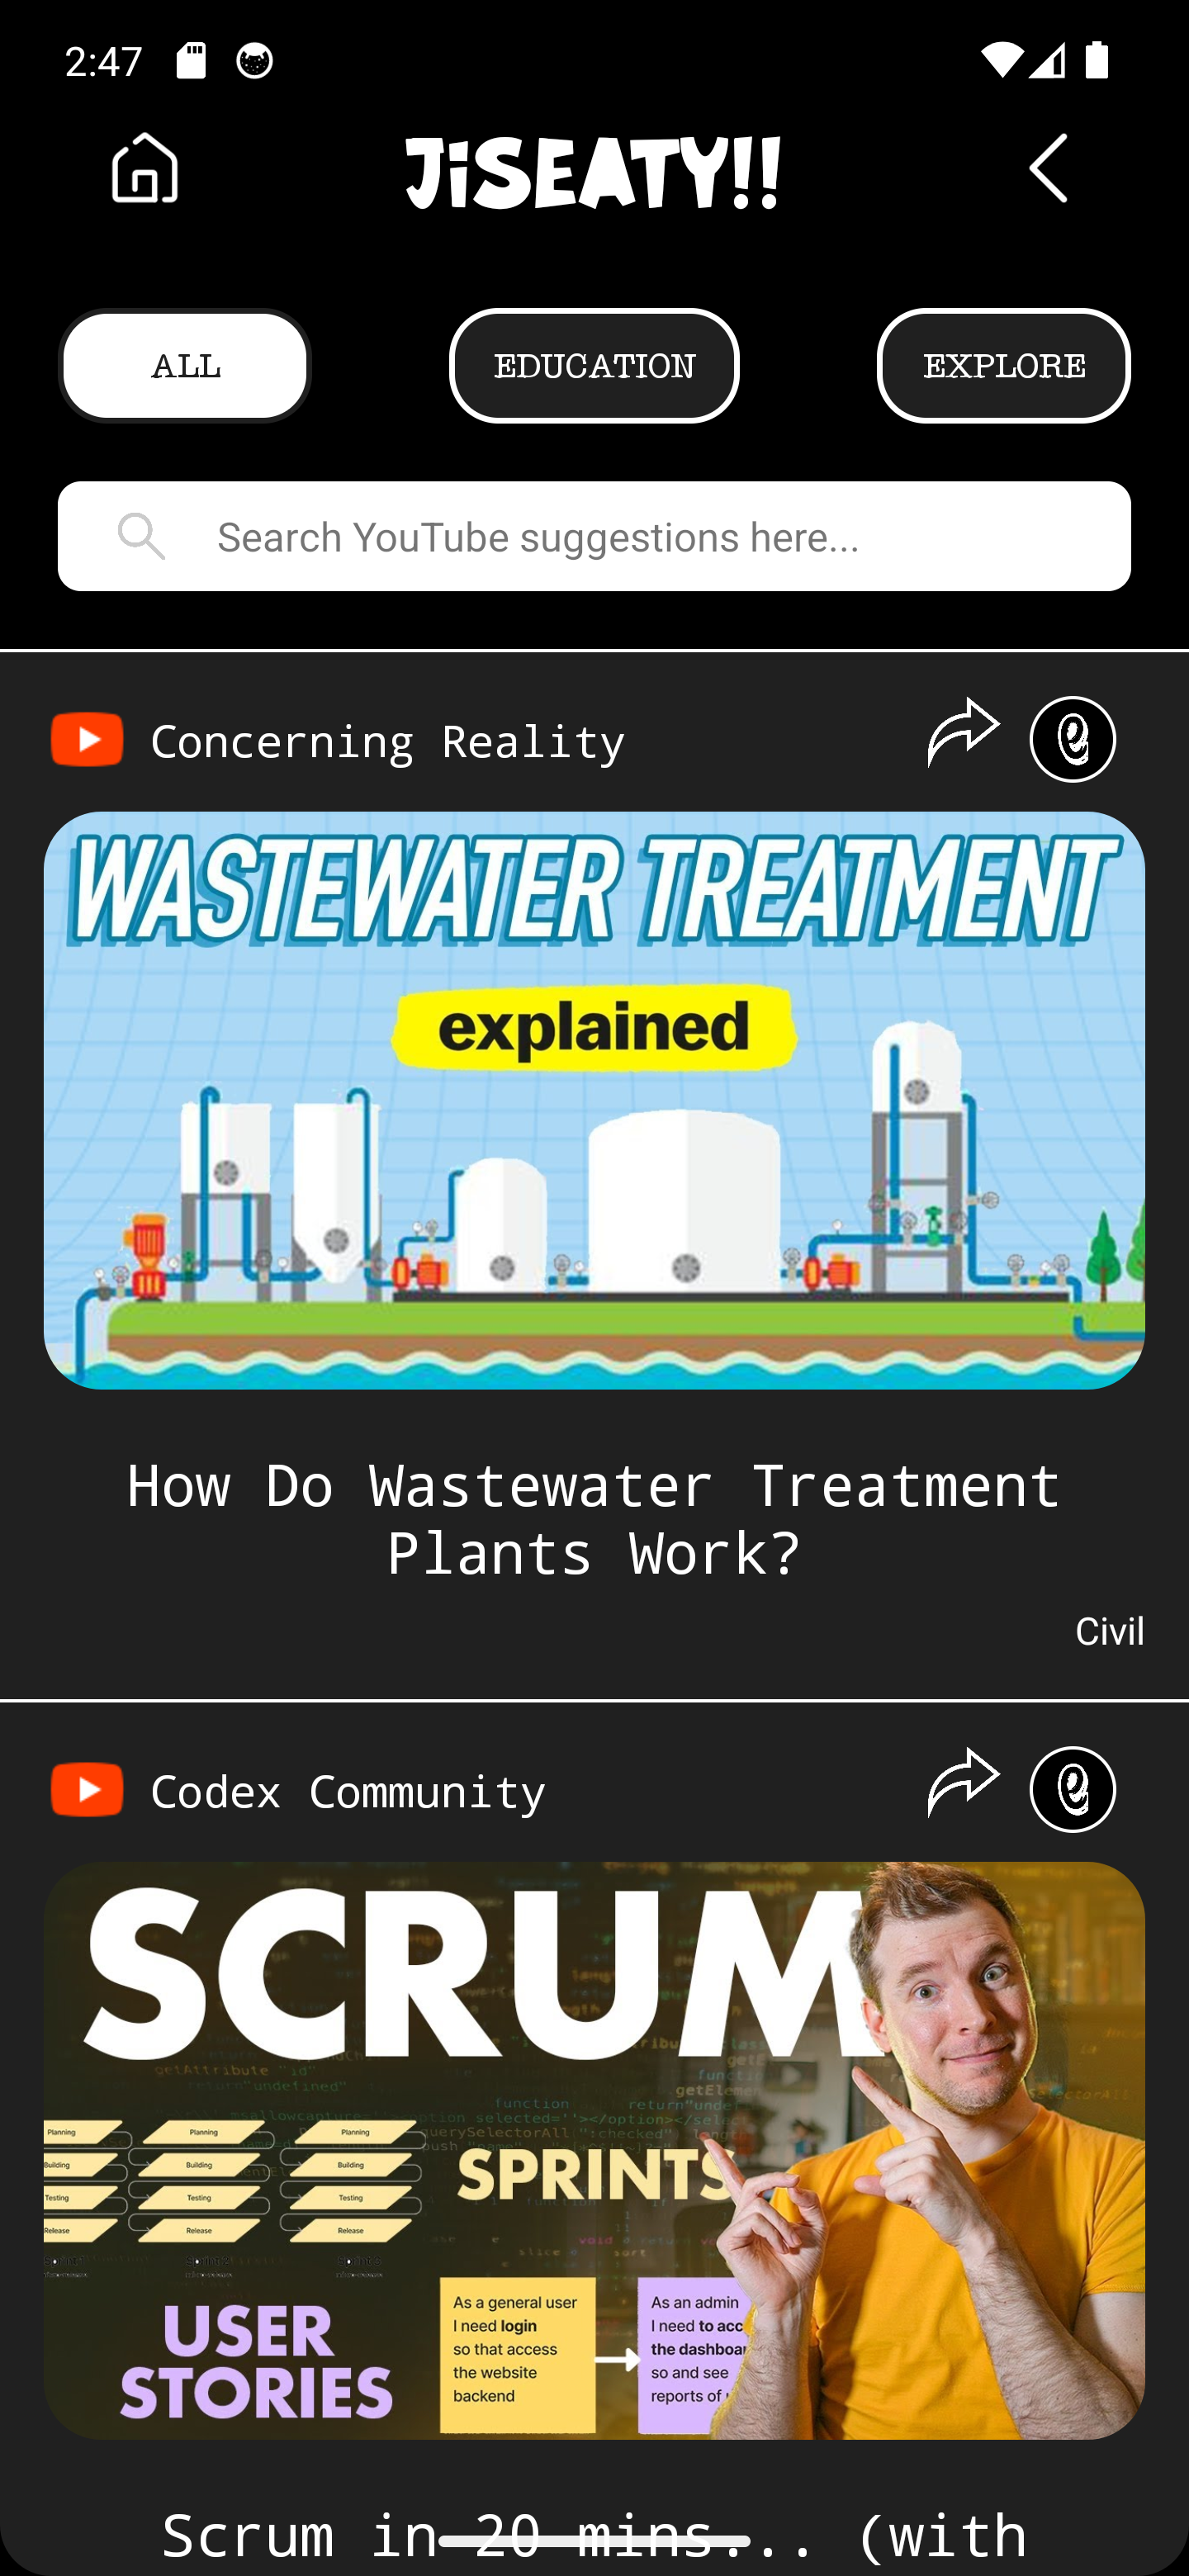 2:47
JiSEATY!!
ALL
EDUCATION
EXPLORE
Search YouTube suggestions here...
Concerning Reality
WASTEWATER TREATMENT
explained
How Do Wastewater Treatment
Plants Work?
Civil
Codex Community
SCRUM
Planning Planning Planning
Building Building Building
Testing Testing Testing
Release Release Release
SPRINTS
USER
STORIES
As a general user
I need login
so that access
the website
backend
As an admin
I need to acc
the dashboar
so and see
reports of
Scrum in 20 mins... (with